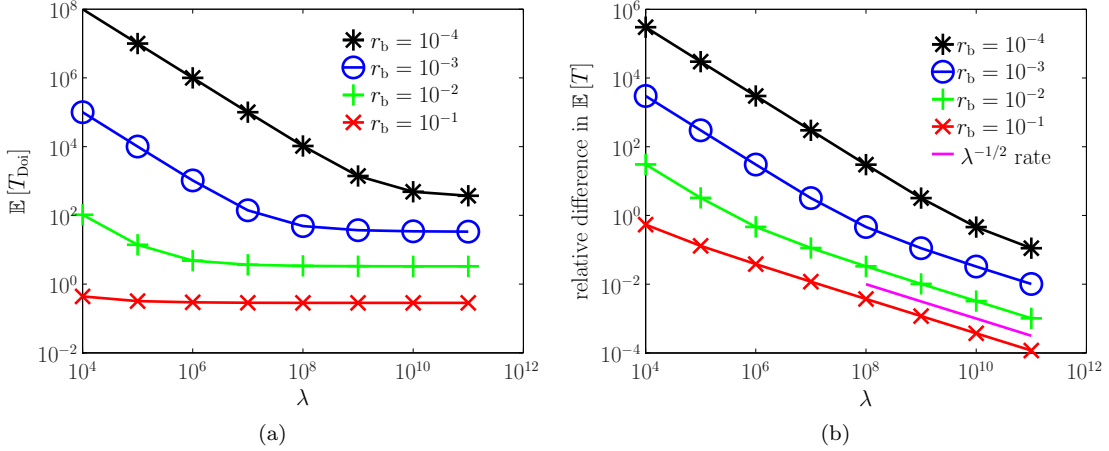 10^8
10^6
10^4
10^2
10^0
10^{-2}
𝔼 [T_Doi]
r_b = 10^{-4}
r_b = 10^{-3}
r_b = 10^{-2}
r_b = 10^{-1}
10^4 10^6 10^8 10^{10} 10^{12}
λ
(a)
10^6
10^4
10^2
10^0
10^{-2}
10^{-4}
relative difference in 𝔼 [T]
r_b = 10^{-4}
r_b = 10^{-3}
r_b = 10^{-2}
r_b = 10^{-1}
λ^{-1/2} rate
10^4 10^6 10^8 10^{10} 10^{12}
λ
(b)